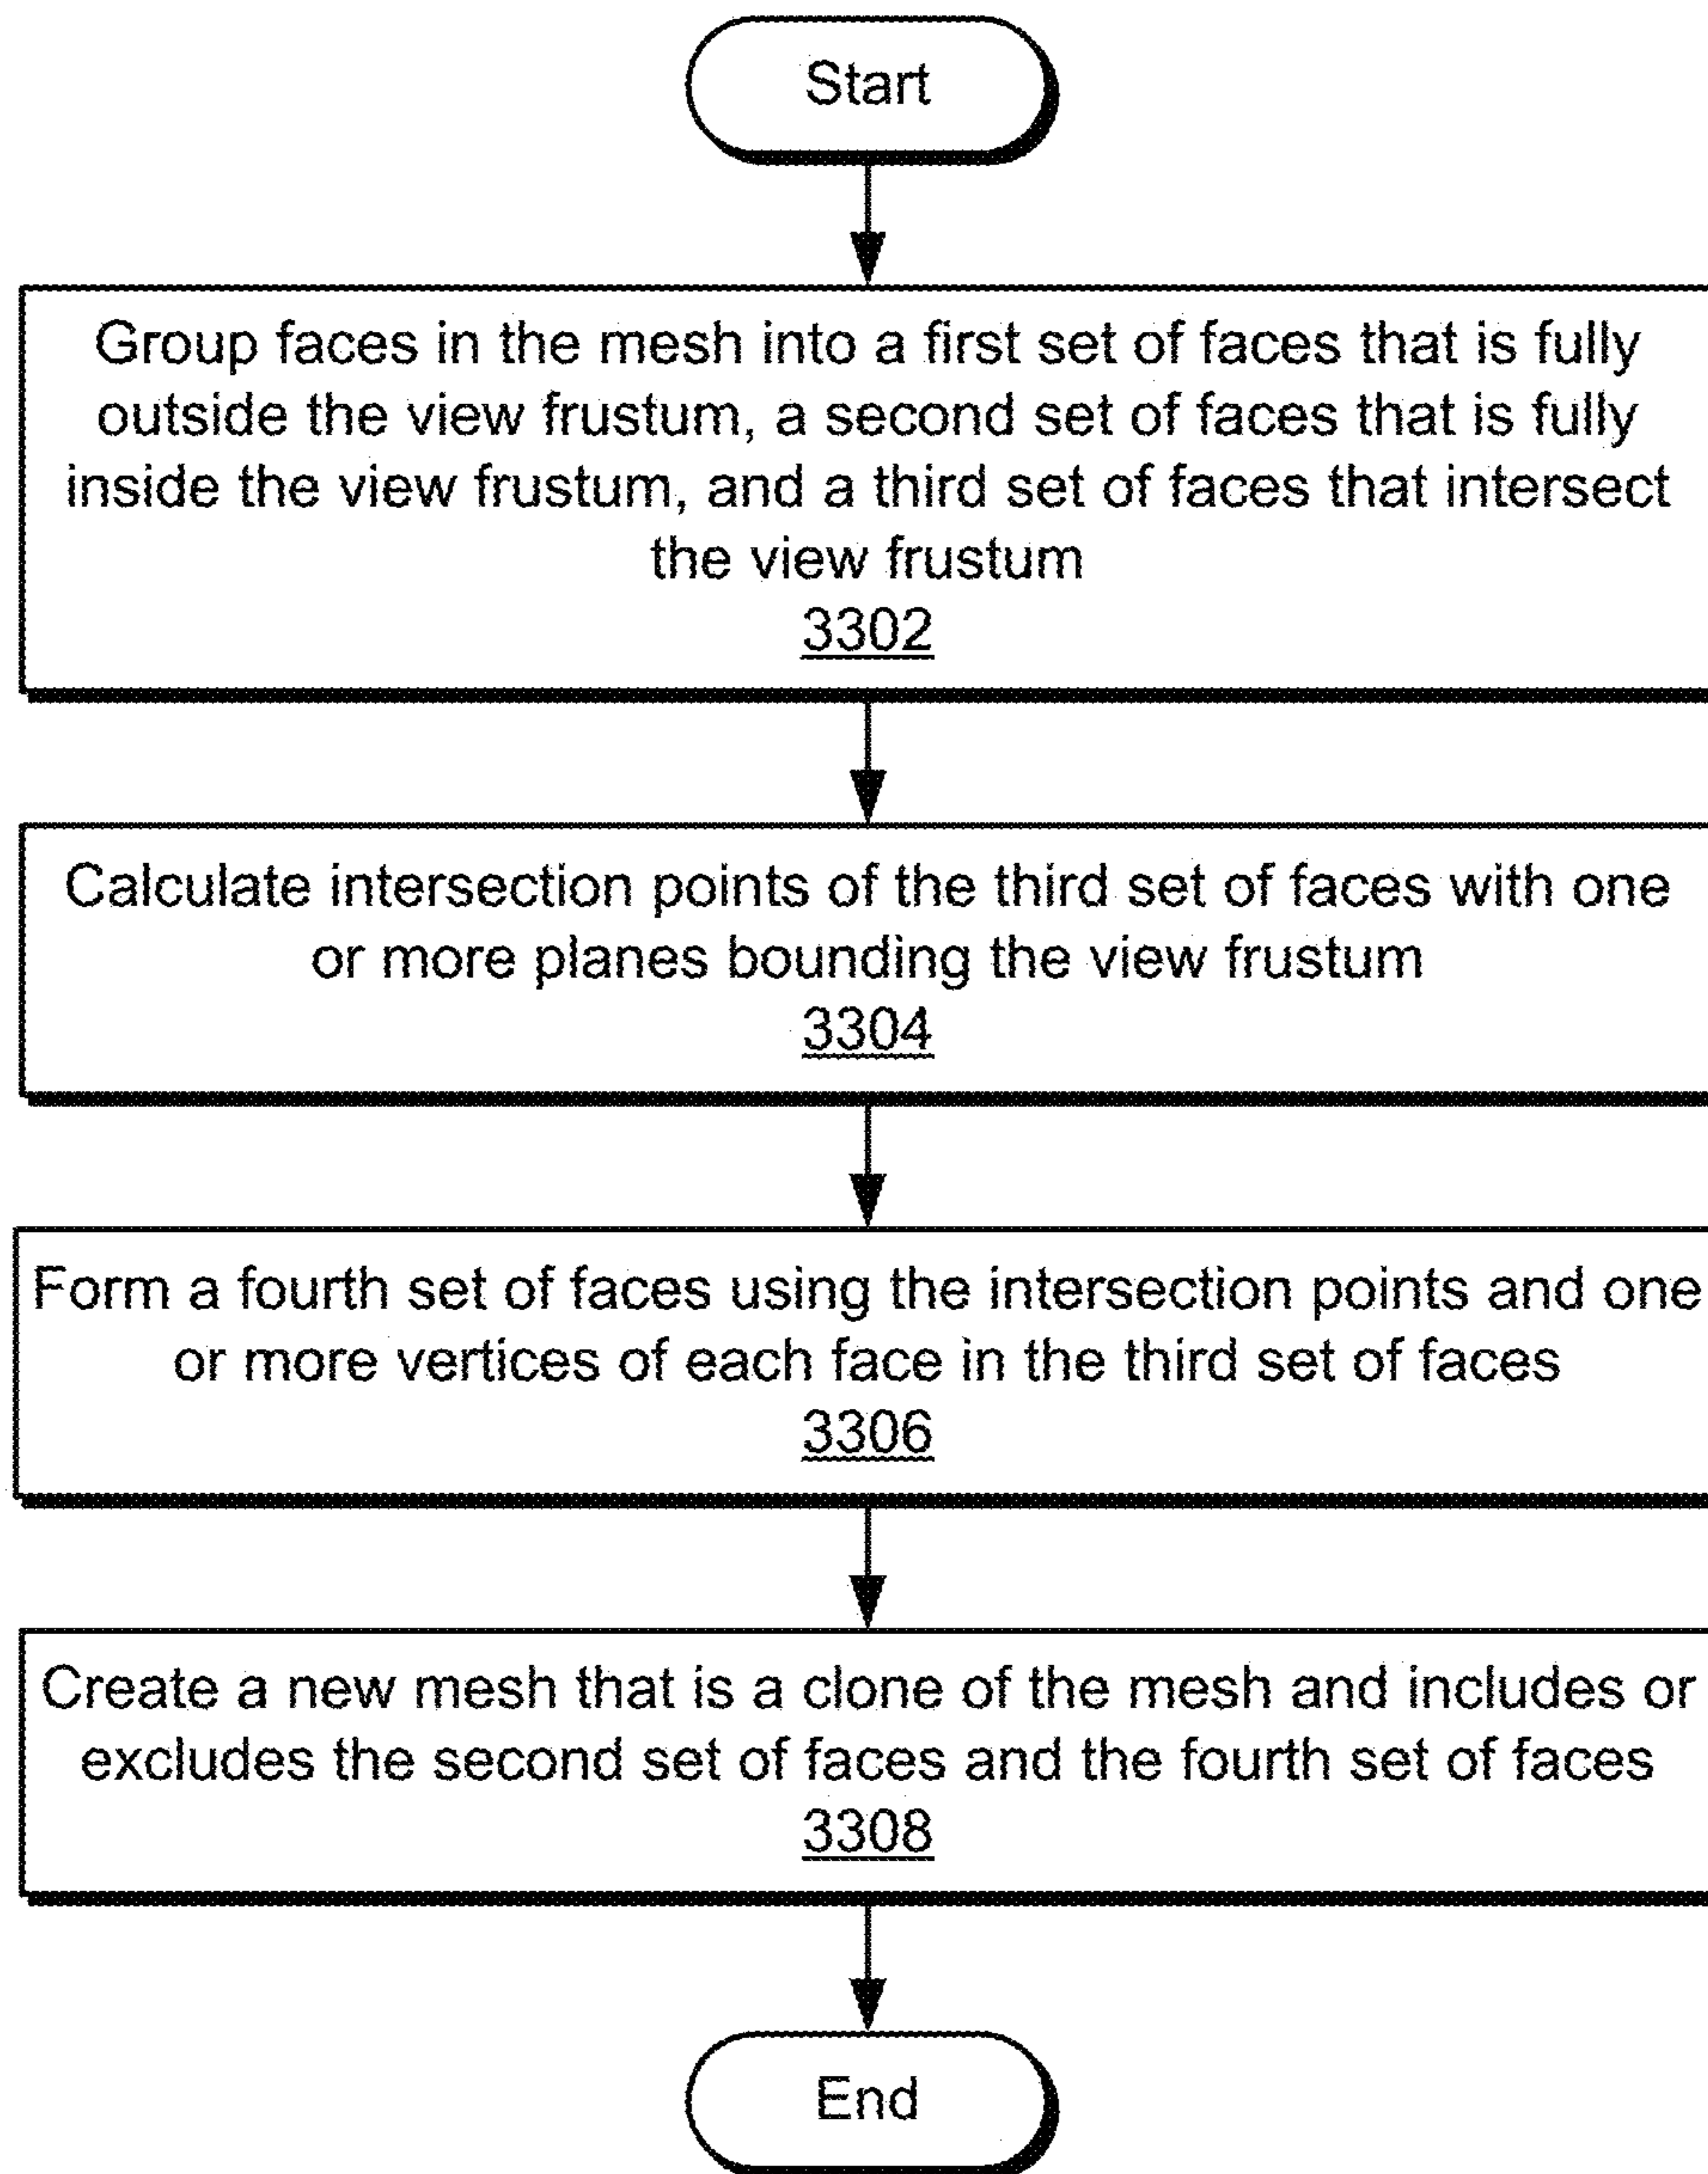 Start
Group faces in the mesh into a first set of faces that is fully
outside the view frustum, a second set of faces that is fully
inside the view frustum, and a third set of faces that intersect
the view frustum
3302
Calculate intersection points of the third set of faces with one
or more planes bounding the view frustum
3304
Form a fourth set of faces using the intersection points and one
or more vertices of each face in the third set of faces
3306
Create a new mesh that is a clone of the mesh and includes or
excludes the second set of faces and the fourth set of faces
3308
End